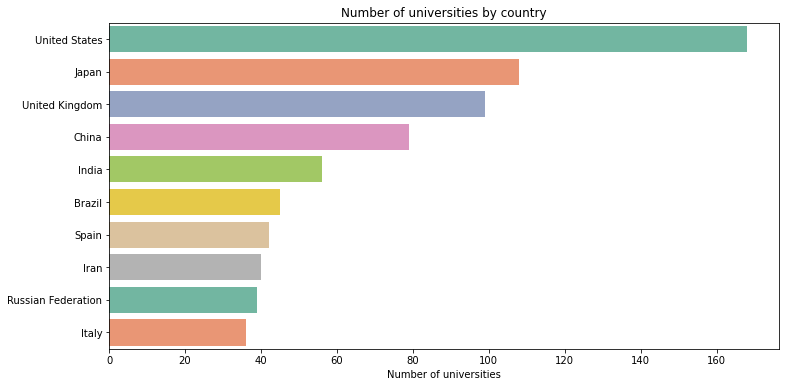 Number of universities by country
United States
Japan
United Kingdom
China
India
Brazil
Spain
Iran
Russian Federation
Italy
0 20 40 60 80 100 120 140 160
Number of universities